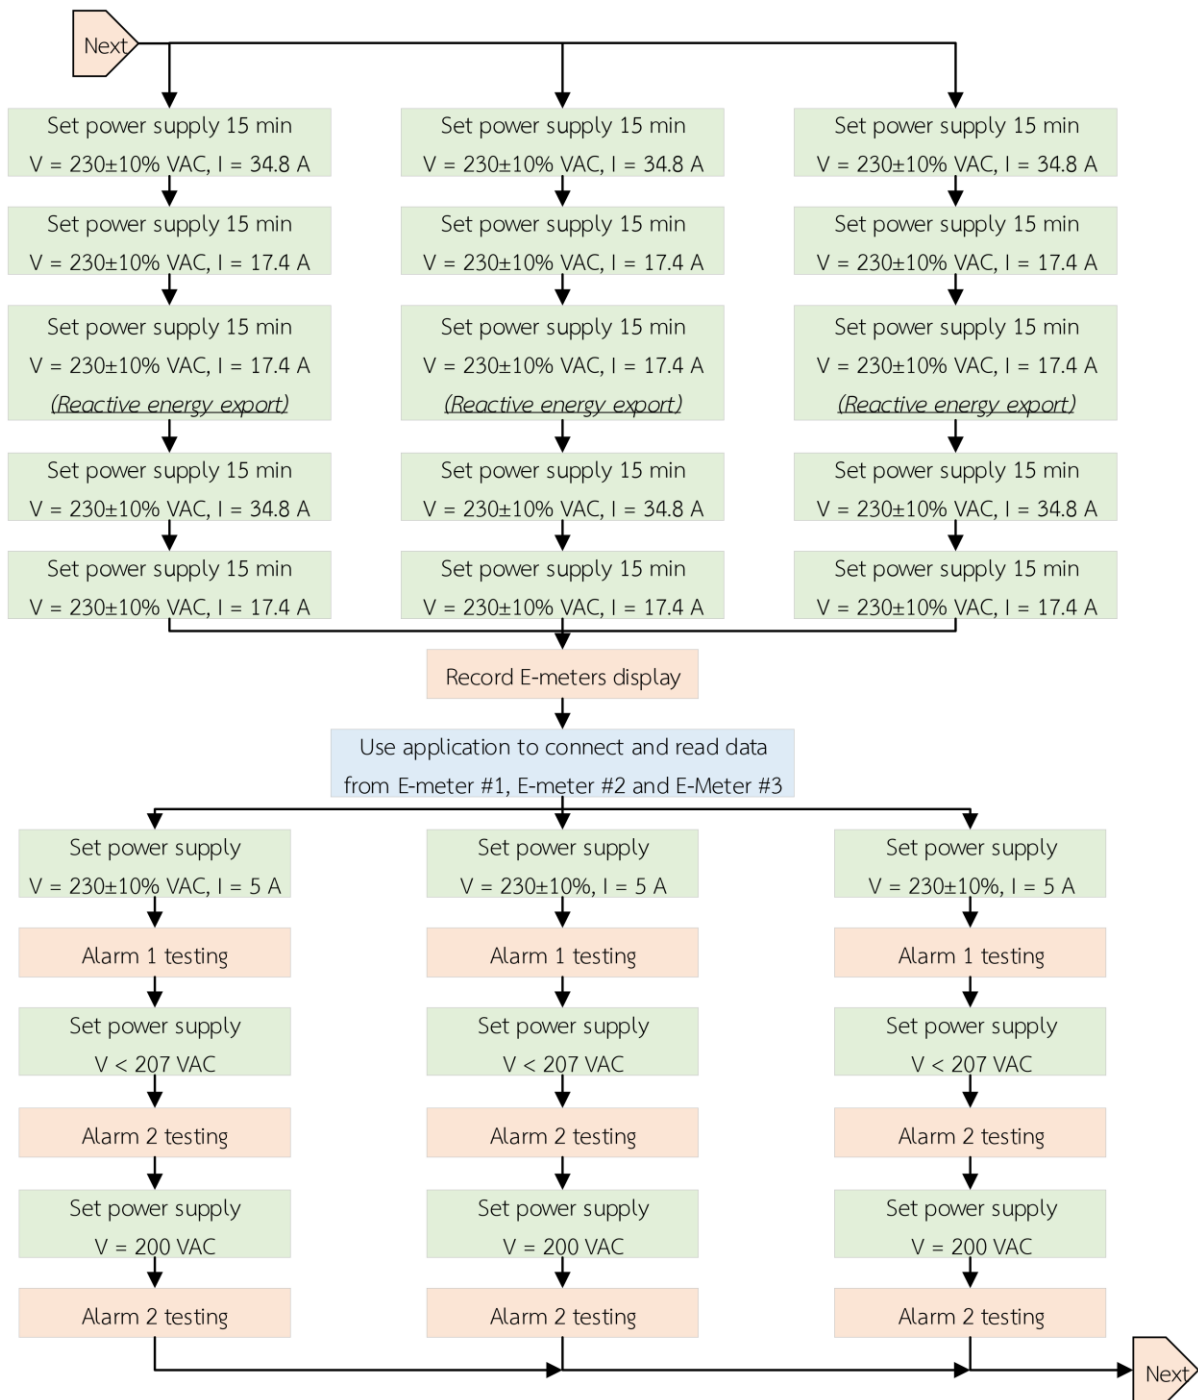 Next
Set power supply 15 min
V = 230±10% VAC, I = 34.8 A
Set power supply 15 min
V = 230±10% VAC, I = 34.8 A
Set power supply 15 min
V = 230±10% VAC, I = 34.8 A
Set power supply 15 min
V = 230±10% VAC, I = 17.4 A
Set power supply 15 min
V = 230±10% VAC, I = 17.4 A
Set power supply 15 min
V = 230±10% VAC, I = 17.4 A
Set power supply 15 min
V = 230±10% VAC, I = 17.4 A
(Reactive energy export)
Set power supply 15 min
V = 230±10% VAC, I = 17.4 A
(Reactive energy export)
Set power supply 15 min
V = 230±10% VAC, I = 17.4 A
(Reactive energy export)
Set power supply 15 min
V = 230±10% VAC, I = 34.8 A
Set power supply 15 min
V = 230±10% VAC, I = 34.8 A
Set power supply 15 min
V = 230±10% VAC, I = 34.8 A
Set power supply 15 min
V = 230±10% VAC, I = 17.4 A
Set power supply 15 min
V = 230±10% VAC, I = 17.4 A
Set power supply 15 min
V = 230±10% VAC, I = 17.4 A
Record E-meters display
Use application to connect and read data
from E-meter #1, E-meter #2 and E-Meter #3
Set power supply
V = 230±10% VAC, I = 5 A
Set power supply
V = 230±10%, I = 5 A
Set power supply
V = 230±10%, I = 5 A
Alarm 1 testing
Alarm 1 testing
Alarm 1 testing
Set power supply
V < 207 VAC
Set power supply
V < 207 VAC
Set power supply
V < 207 VAC
Alarm 2 testing
Alarm 2 testing
Alarm 2 testing
Set power supply
V = 200 VAC
Set power supply
V = 200 VAC
Set power supply
V = 200 VAC
Alarm 2 testing
Alarm 2 testing
Alarm 2 testing
Next